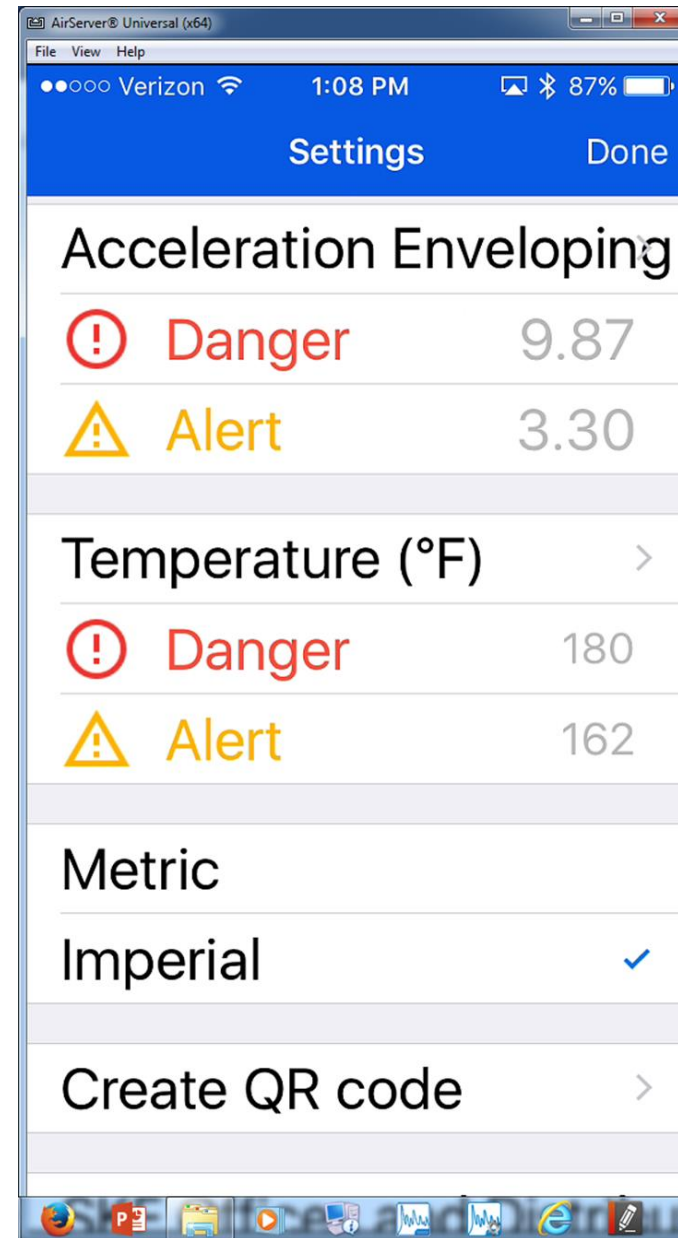 AirServer® Universal (x64)
File View Help
Verizon 1:08 PM 87%
Settings Done
Acceleration Enveloping
Danger 9.87
Alert 3.30
Temperature (°F)
Danger 180
Alert 162
Metric
Imperial
Create QR code